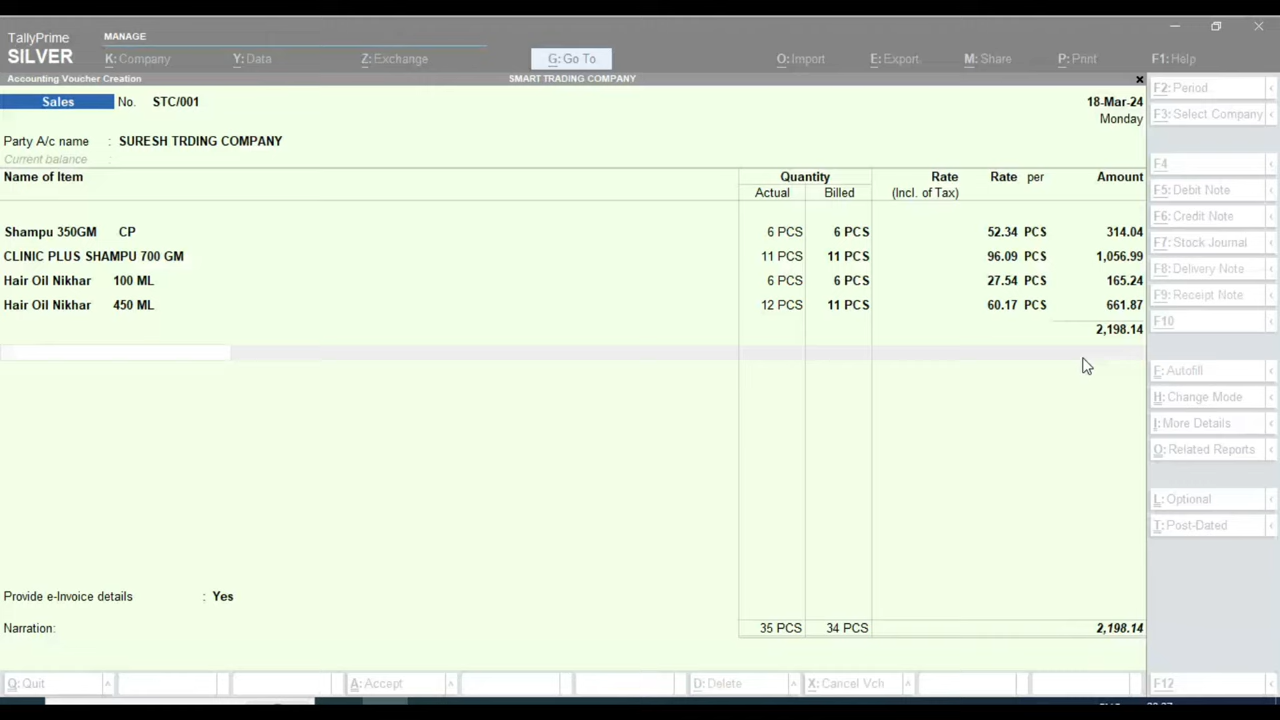 TallyPrime
SILVER
MANAGE
K: Company Y: Data Z: Exchange G: Go To O: Import E: Export M: Share P: Print F1: Help
Accounting Voucher Creation SMART TRADING COMPANY
Sales No. STC/001 18-Mar-24
Monday
Party A/c name : SURESH TRDING COMPANY
Current balance :
Name of Item Quantity Rate Rate per Amount
Actual Billed (Incl. of Tax)
Shampu 350GM CP 6 PCS 6 PCS 52.34 PCS 314.04
CLINIC PLUS SHAMPU 700 GM 11 PCS 11 PCS 96.09 PCS 1,056.99
Hair Oil Nikhar 100 ML 6 PCS 6 PCS 27.54 PCS 165.24
Hair Oil Nikhar 450 ML 12 PCS 11 PCS 60.17 PCS 661.87
2,198.14
Provide e-Invoice details : Yes
Narration: 35 PCS 34 PCS 2,198.14
F2: Period
F3: Select Company
F4
F5: Debit Note
F6: Credit Note
F7: Stock Journal
F8: Delivery Note
F9: Receipt Note
F10
F: Autofill
H: Change Mode
I: More Details
O: Related Reports
L: Optional
T: Post-Dated
Q: Quit A: Accept D: Delete X: Cancel Vch F12